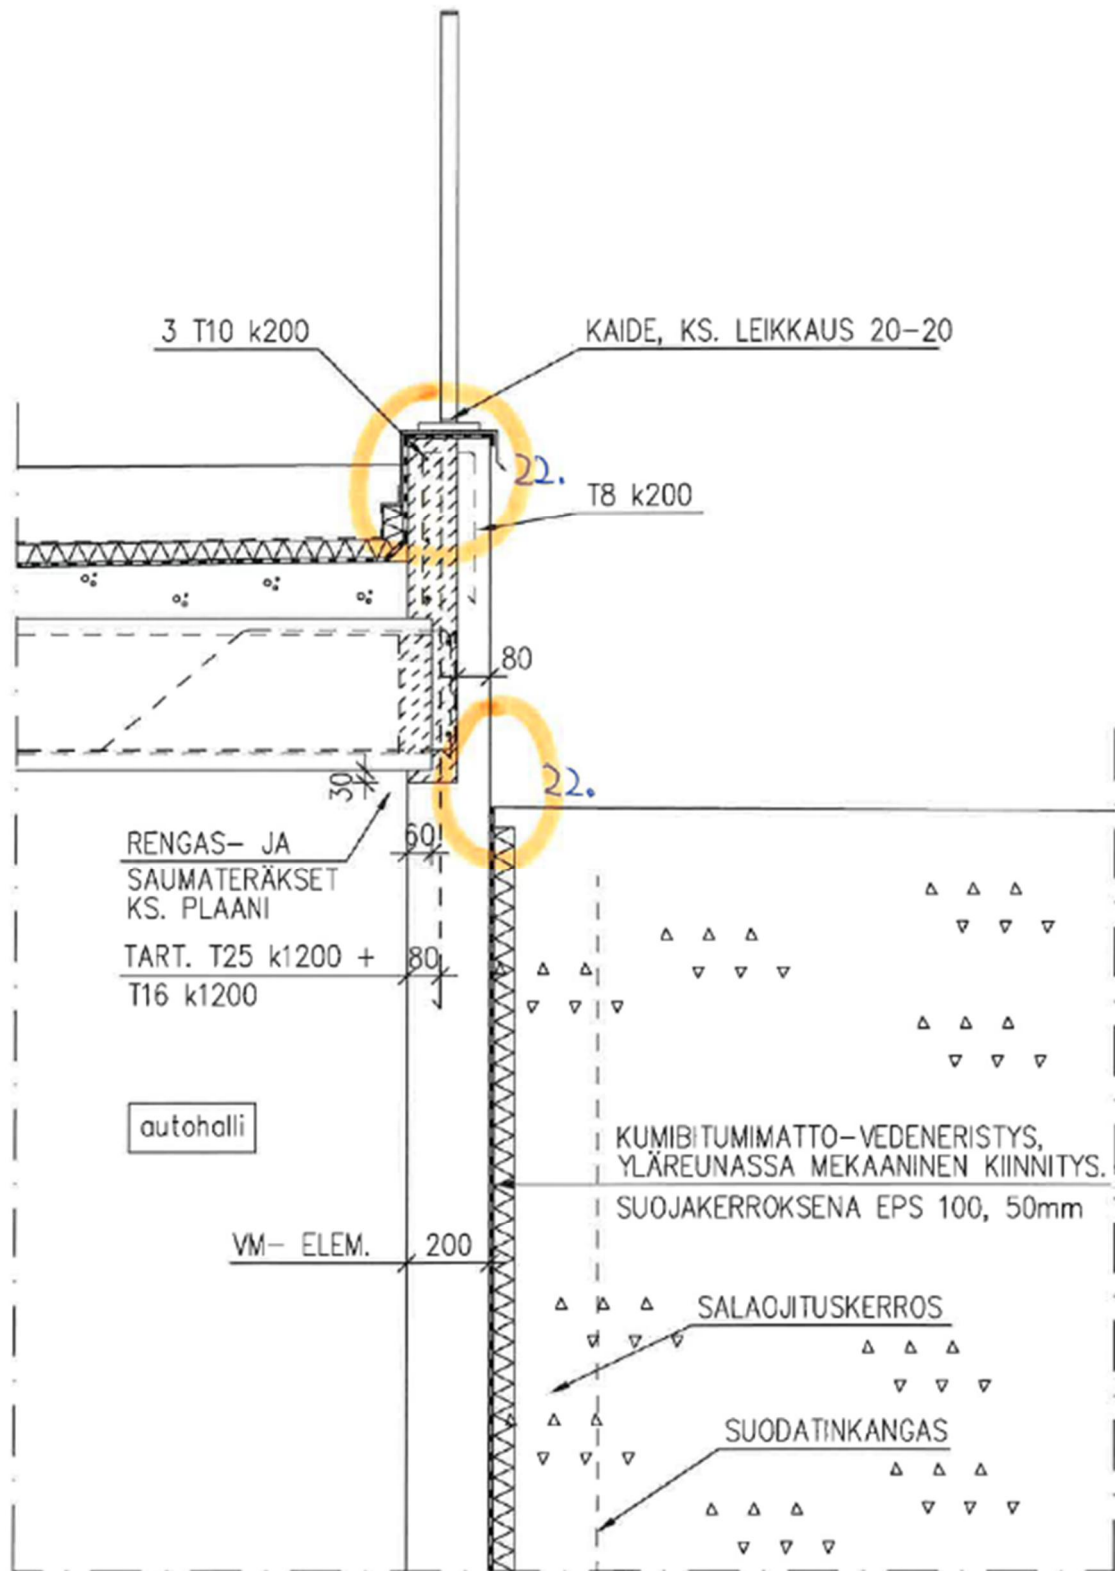 3 T10 k200
KAIDE, KS. LEIKKAUS 20-20
22.
T8 k200
80
22.
30
60
RENGAS- JA
SAUMATERÄKSET
KS. PLAANI
TART. T25 k1200 +
80
T16 k1200
autohalli
KUMIBITUMIMATTO-VEDENERISTYS,
YLÄREUNASSA MEKAANINEN KIINNITYS.
SUOJAKERROKSENA EPS 100, 50mm
VM- ELEM.
200
SALAOJITUSKERROS
SUODATINKANGAS